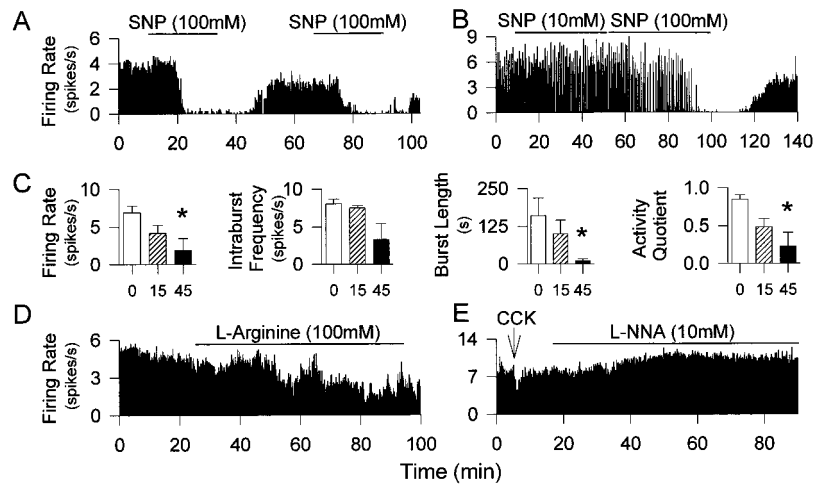 A SNP (100mM) SNP (100mM)
Firing Rate
(spikes/s)
6
4
2
0
0 20 40 60 80 100
B SNP (10mM) SNP (100mM)
9
6
3
0
0 20 40 60 80 100 120 140
C
Firing Rate
(spikes/s)
10
5
0
*
0 15 45
Intraburst
Frequency
(spikes/s)
10
5
0
0 15 45
Burst Length
(s)
250
125
0
*
0 15 45
Activity
Quotient
1.0
0.5
0.0
*
0 15 45
D L-Arginine (100mM)
Firing Rate
(spikes/s)
6
3
0
0 20 40 60 80 100
E CCK L-NNA (10mM)
14
7
0
0 20 40 60 80
Time (min)